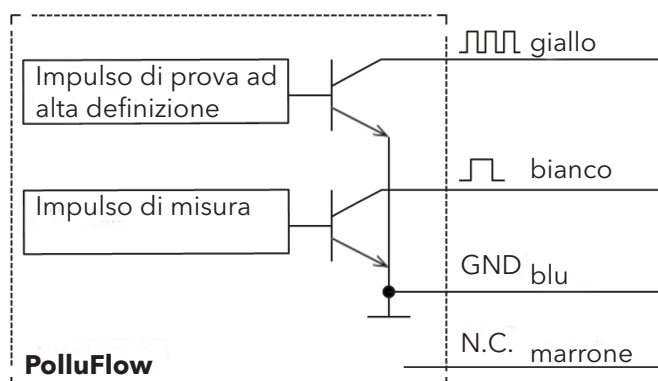 giallo
Impulso di prova ad
alta definizione
bianco
Impulso di misura
GND blu
N.C. marrone
PolluFlow